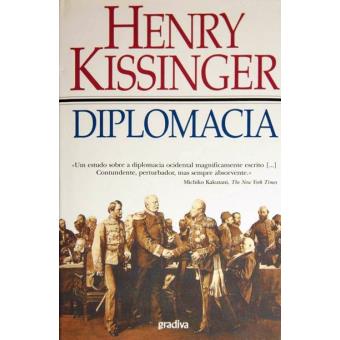 HENRY
KISSINGER
DIPLOMACIA
«Um estudo sobre a diplomacia ocidental magnificamente escrito [...]
Contundente, perturbador, mas sempre absorvente.»
Michiko Kakutani, The New York Times
gradiva